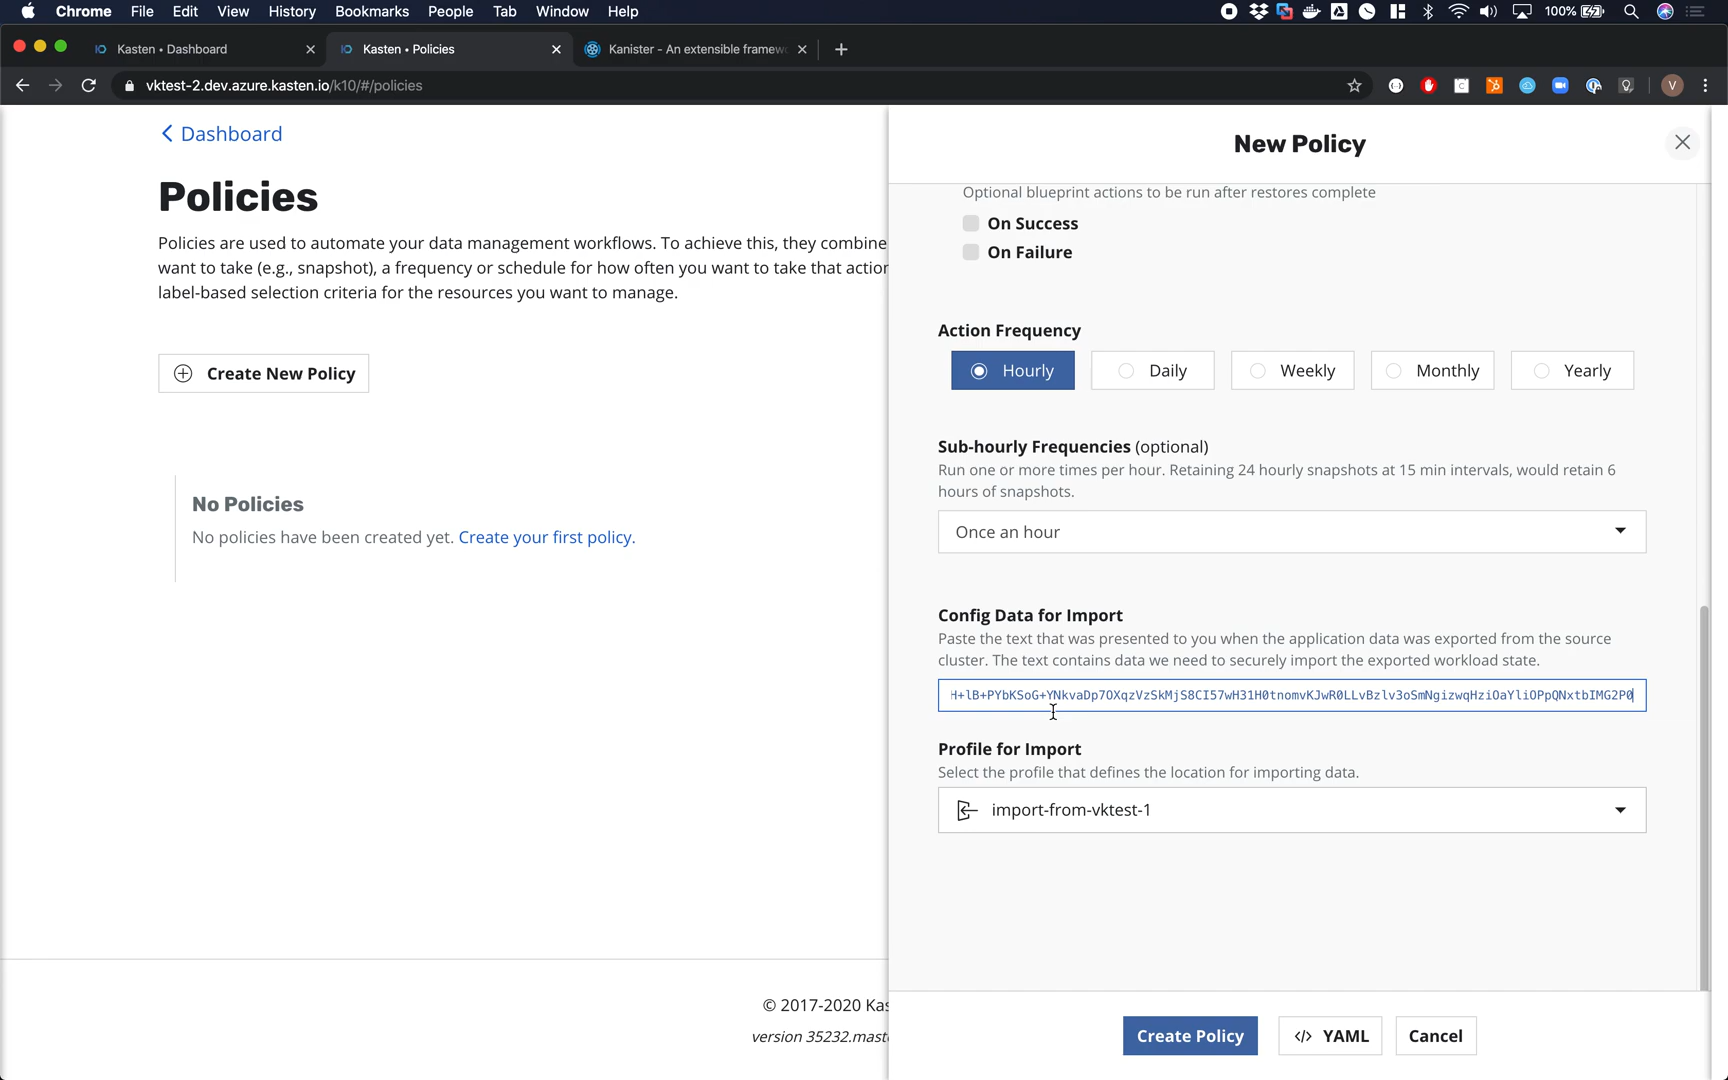 Chrome File Edit View History Bookmarks People Tab Window Help 100%
Kasten • Dashboard
Kasten • Policies
Kanister - An extensible framew
vktest-2.dev.azure.kasten.io/k10/#/policies
V
Dashboard
Policies
Policies are used to automate your data management workflows. To achieve this, they combine
want to take (e.g., snapshot), a frequency or schedule for how often you want to take that action
label-based selection criteria for the resources you want to manage.
Create New Policy
No Policies
No policies have been created yet. Create your first policy.
© 2017-2020 Kas
version 35232.maste
New Policy
Optional blueprint actions to be run after restores complete
On Success
On Failure
Action Frequency
Hourly Daily Weekly Monthly Yearly
Sub-hourly Frequencies (optional)
Run one or more times per hour. Retaining 24 hourly snapshots at 15 min intervals, would retain 6
hours of snapshots.
Once an hour
Config Data for Import
Paste the text that was presented to you when the application data was exported from the source
cluster. The text contains data we need to securely import the exported workload state.
H+lB+PYbKSoG+YNkvaDp7OXqzVzSkMjS8CI57wH31H0tnomvKJwR0LLvBzlv3oSmNgizwqHziOaYliOPpQNxtbIMG2P0
Profile for Import
Select the profile that defines the location for importing data.
import-from-vktest-1
Create Policy
</> YAML
Cancel